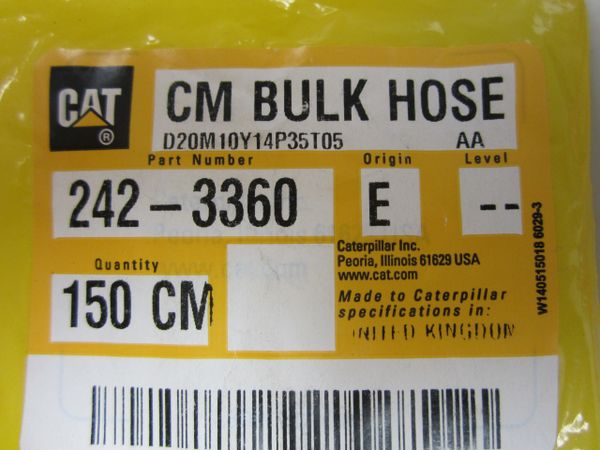 CAT®
CM BULK HOSE
D20M10Y14P35T05 AA
Part Number Origin Level
242-3360 E --
Caterpillar Inc.
Peoria, Illinois 61629 USA
www.cat.com
Quantity
150 CM
Made to Caterpillar
specifications in:
UNITED KINGDOM
W140515018 6029-3